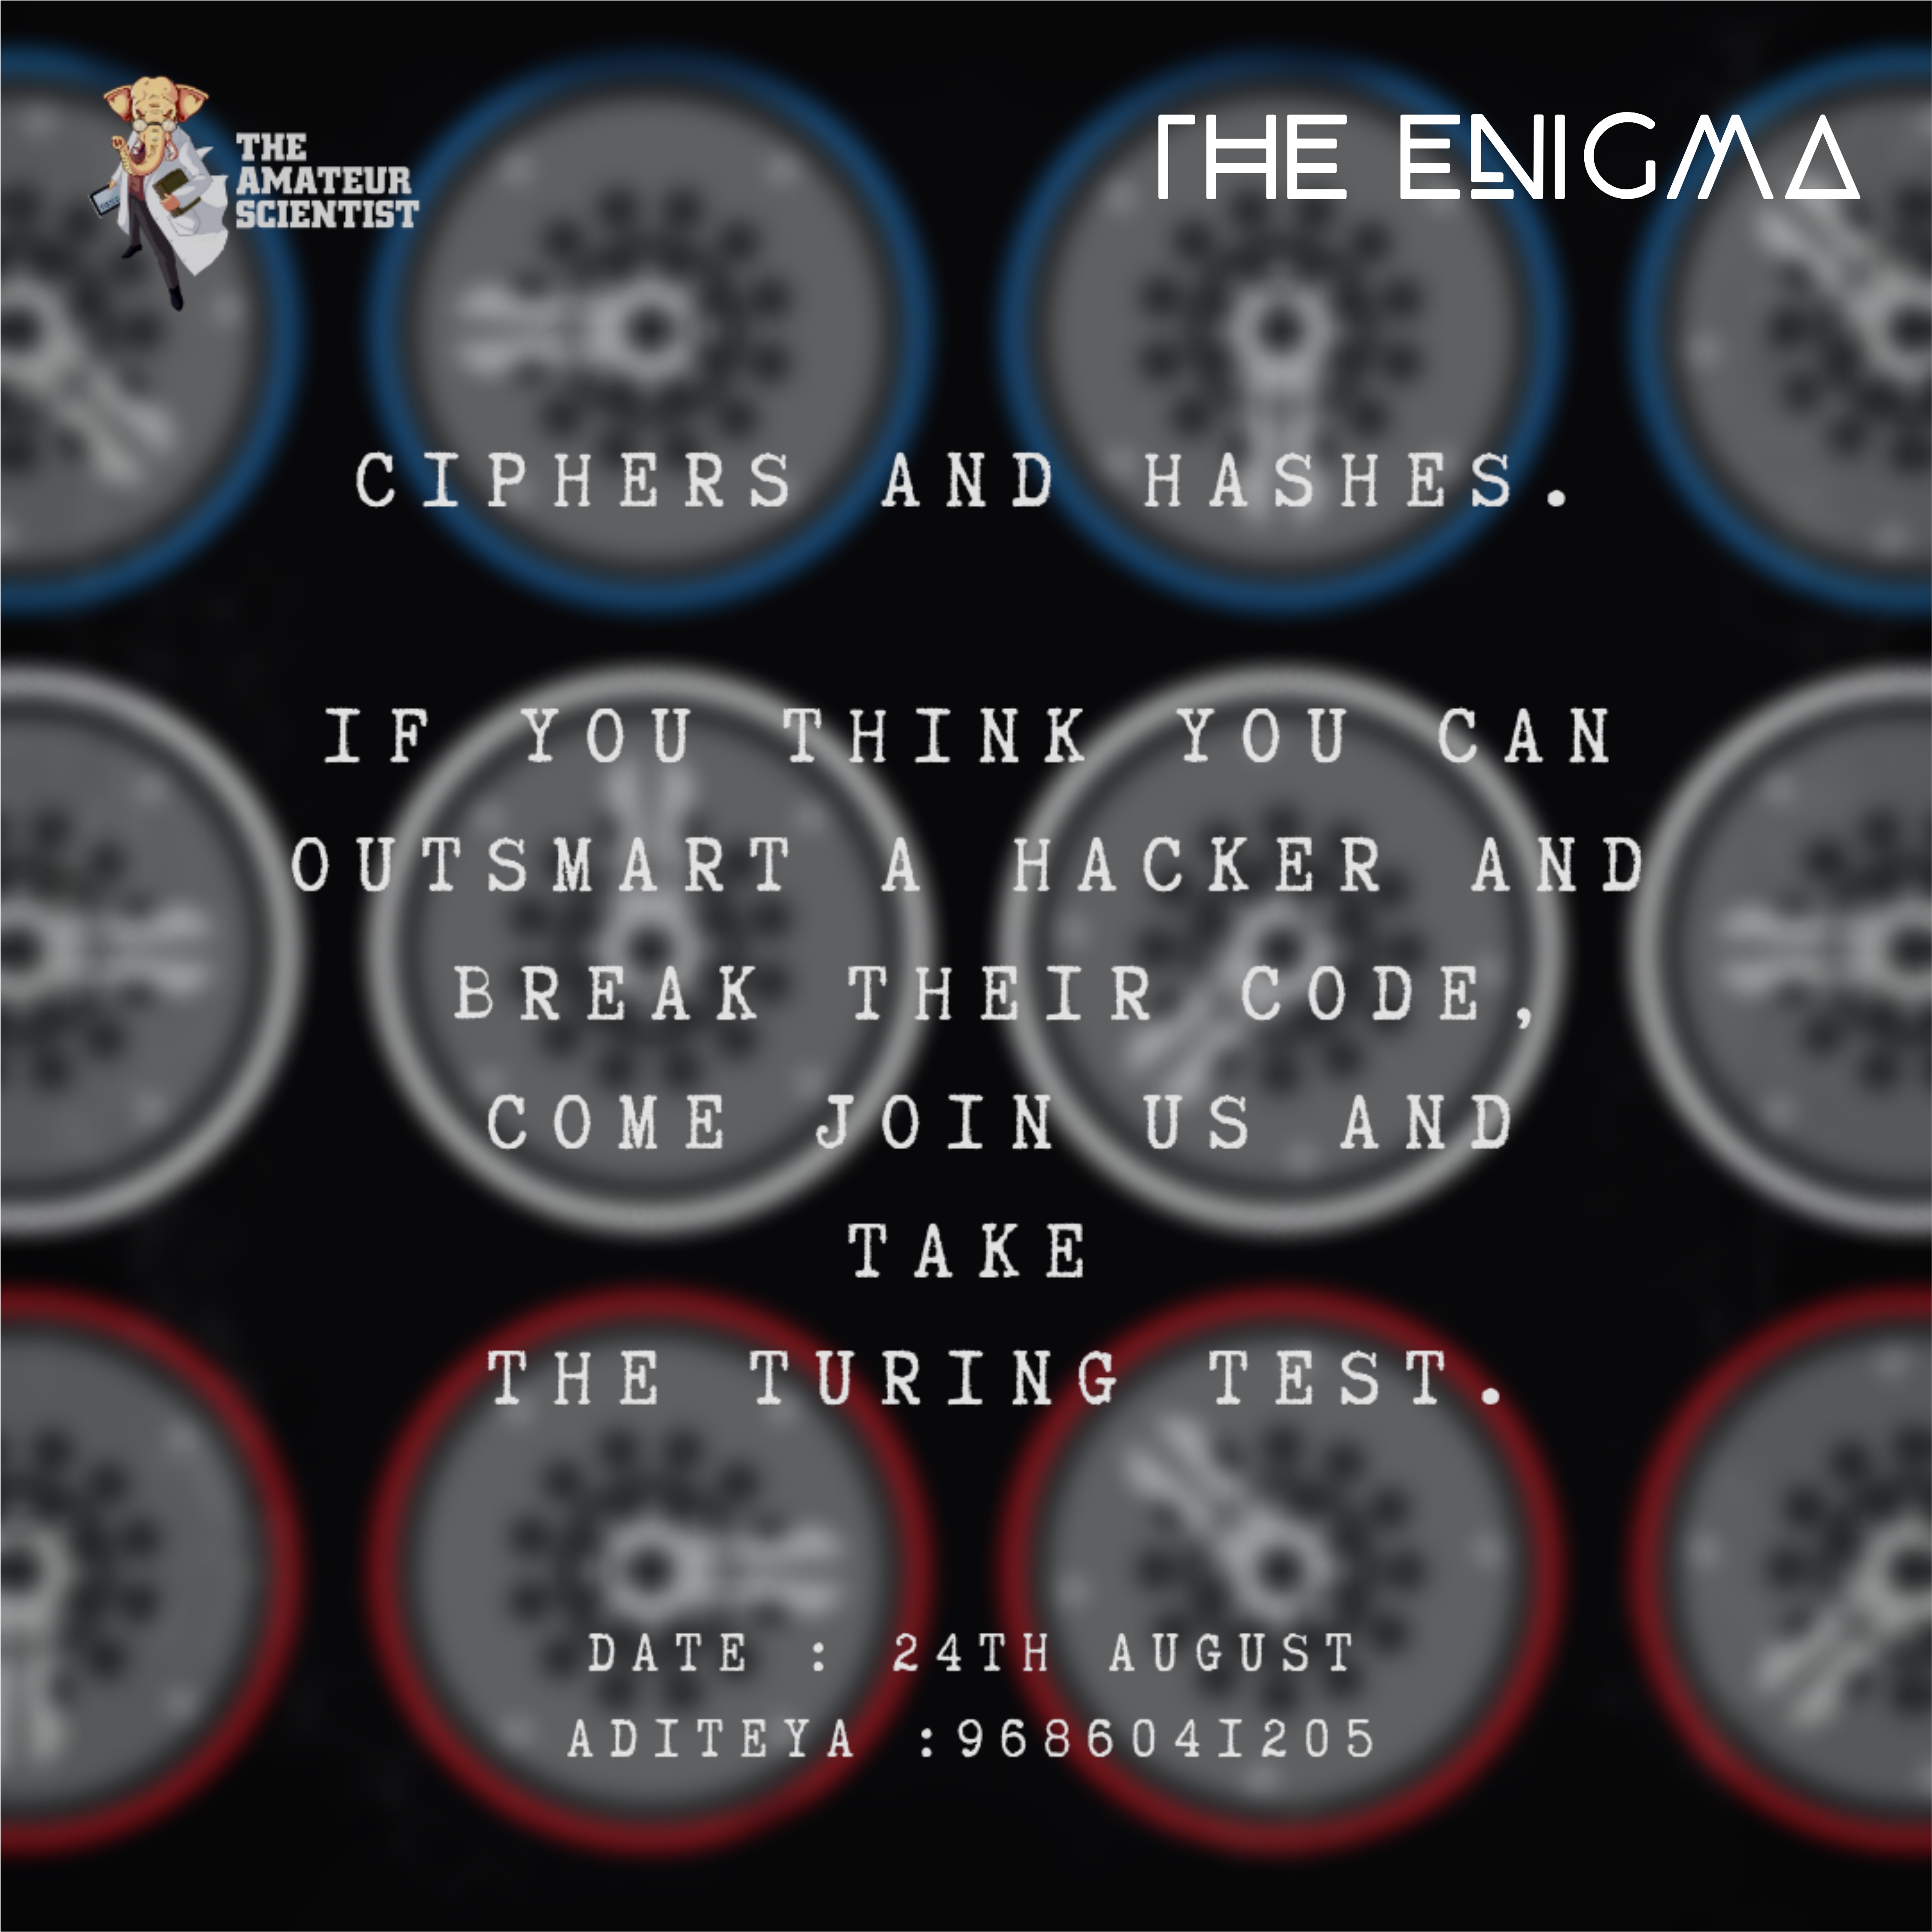 THE
AMATEUR
SCIENTIST
THE ENIGMA
CIPHERS AND HASHES.
IF YOU THINK YOU CAN
OUTSMART A HACKER AND
BREAK THEIR CODE,
COME JOIN US AND
TAKE
THE TURING TEST.
DATE : 24TH AUGUST
ADITEYA :9686041205